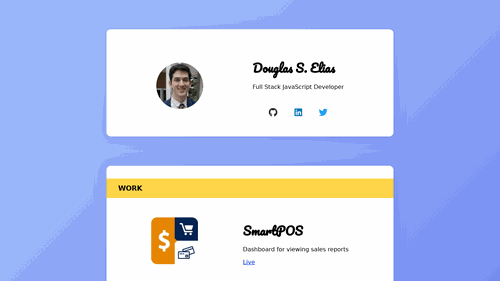 Douglas S. Elias
Full Stack JavaScript Developer
WORK
$
SmartPOS
Dashboard for viewing sales reports
Live